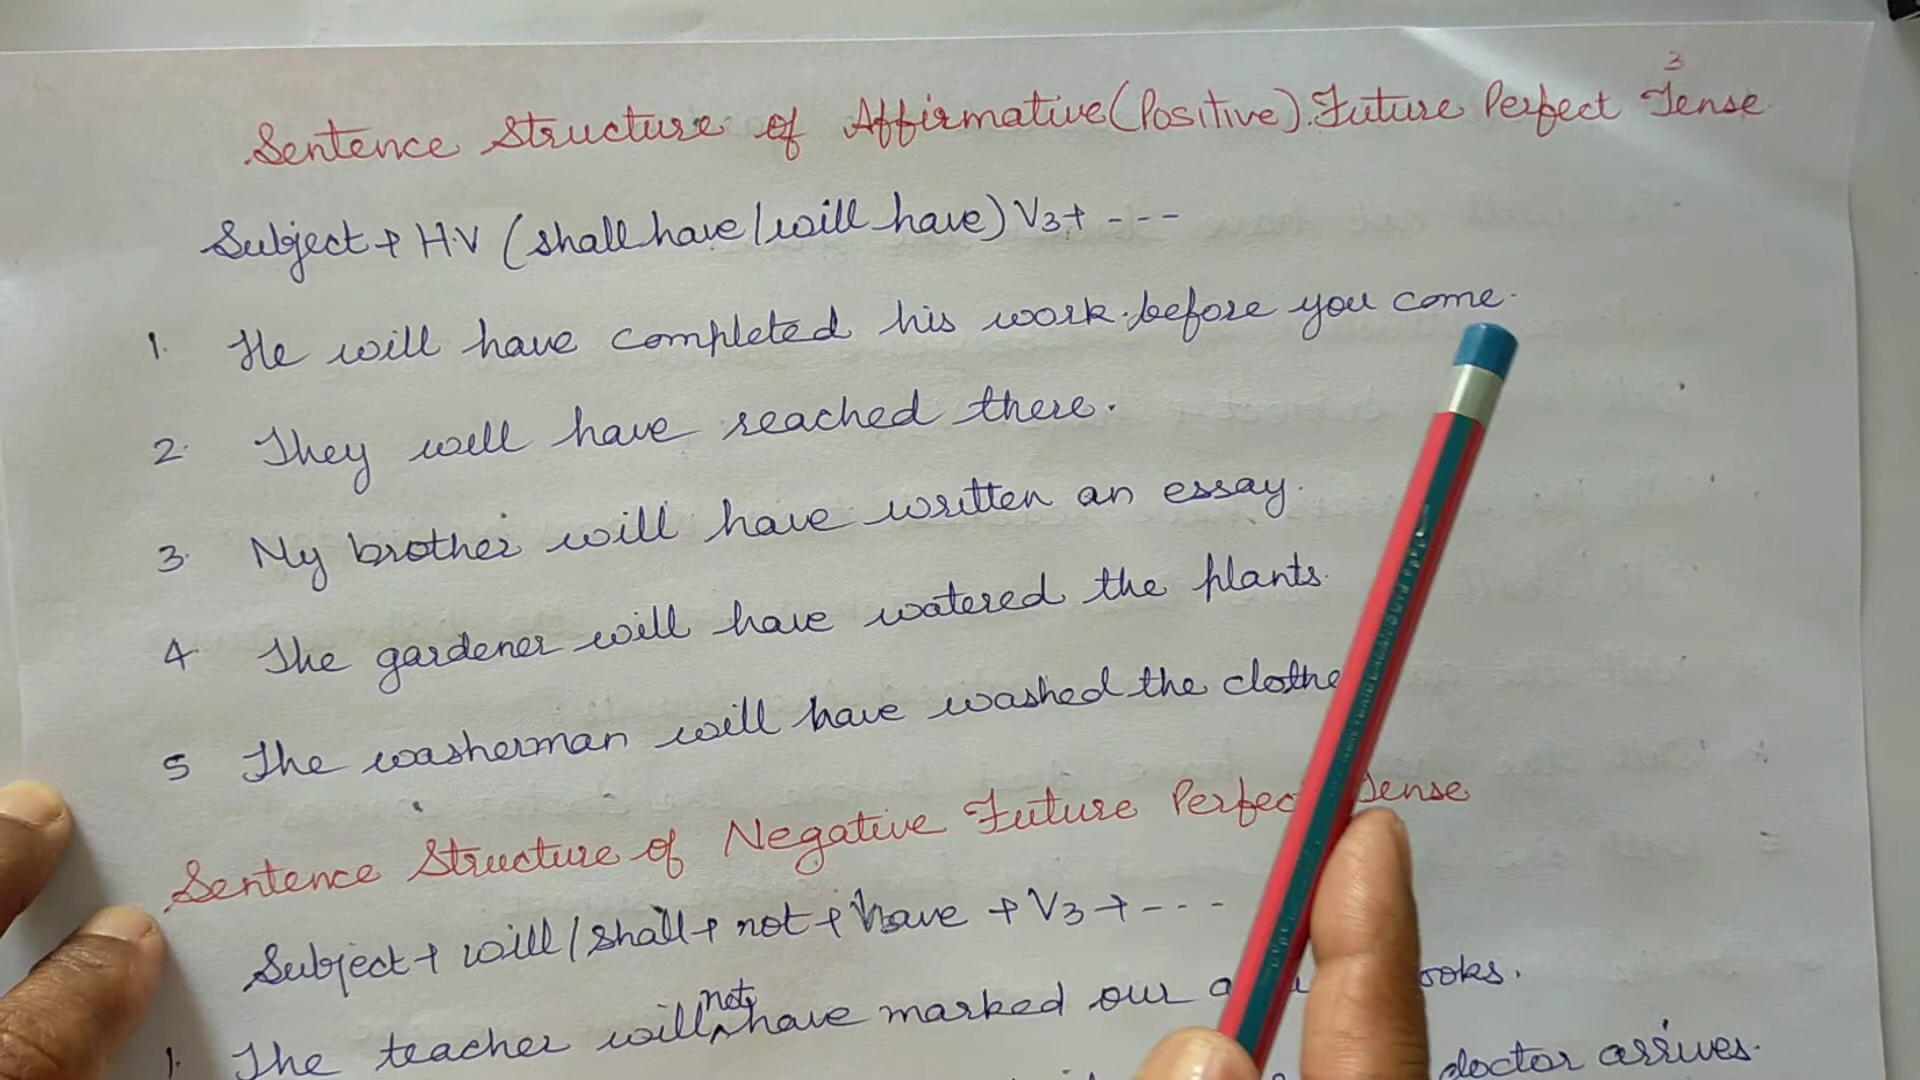 3
Sentence Structure of Affirmative (Positive). Future Perfect Tense
Subject + H.V (shall have / will have) V3 + ---
1. He will have completed his work before you come.
2. They will have reached there.
3. My brother will have written an essay.
4. The gardener will have watered the plants.
5 The washerman will have washed the clothe
Sentence Structure of Negative Future Perfect Tense
Subject + will / shall + not + have + V3 + ---
1. The teacher will not have marked our ooks.
doctor arrives.